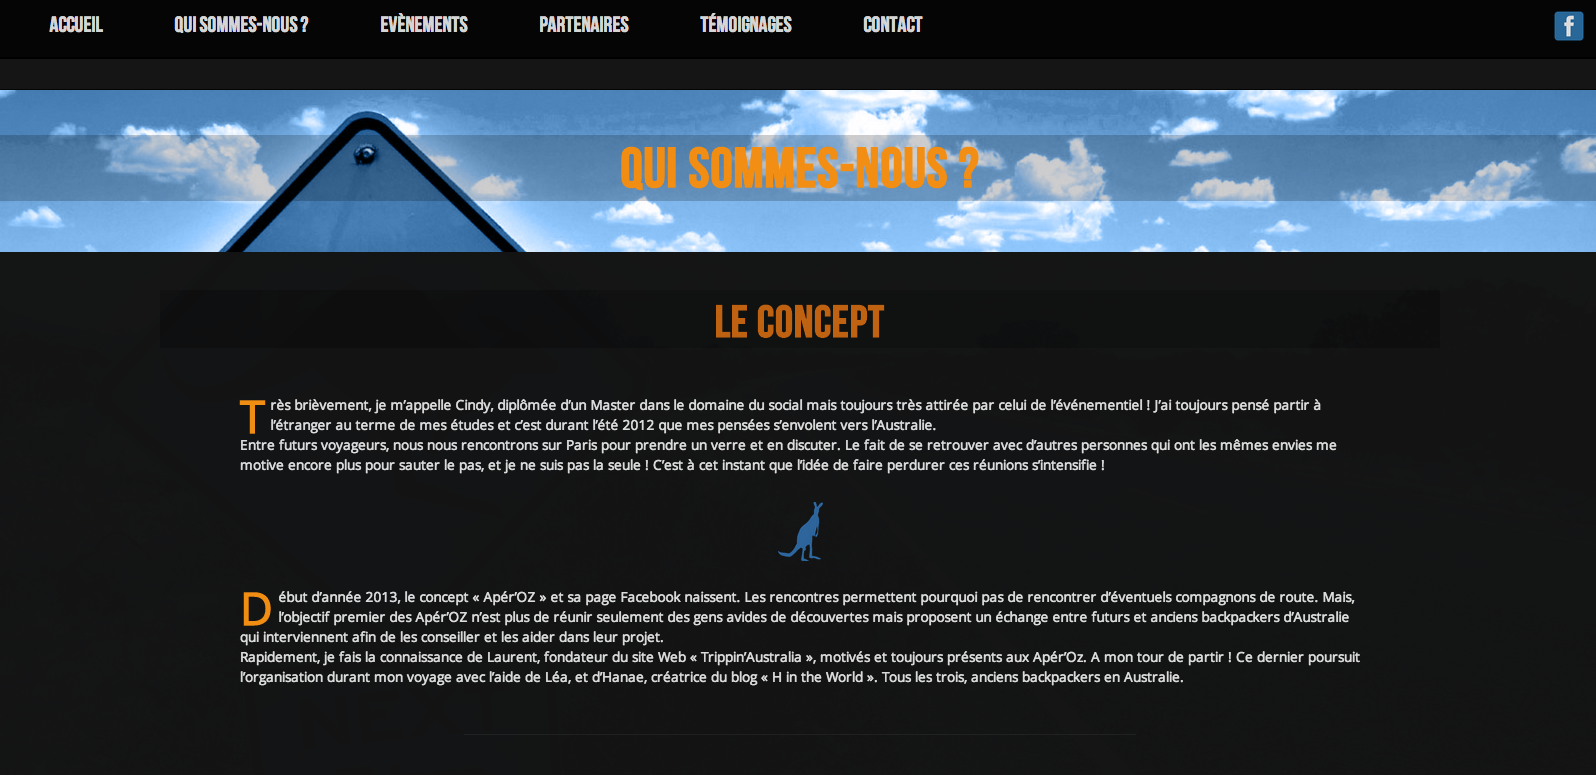 ACCUEIL QUI SOMMES-NOUS ? EVÈNEMENTS PARTENAIRES TÉMOIGNAGES CONTACT f
QUI SOMMES-NOUS ?
LE CONCEPT
Très brièvement, je m’appelle Cindy, diplômée d’un Master dans le domaine du social mais toujours très attirée par celui de l’événementiel ! J’ai toujours pensé partir à
l’étranger au terme de mes études et c’est durant l’été 2012 que mes pensées s’envolent vers l’Australie.
Entre futurs voyageurs, nous nous rencontrons sur Paris pour prendre un verre et en discuter. Le fait de se retrouver avec d’autres personnes qui ont les mêmes envies me
motive encore plus pour sauter le pas, et je ne suis pas la seule ! C’est à cet instant que l’idée de faire perdurer ces réunions s’intensifie !
Début d’année 2013, le concept « Apér’OZ » et sa page Facebook naissent. Les rencontres permettent pourquoi pas de rencontrer d’éventuels compagnons de route. Mais,
l’objectif premier des Apér’OZ n’est plus de réunir seulement des gens avides de découvertes mais proposent un échange entre futurs et anciens backpackers d’Australie
qui interviennent afin de les conseiller et les aider dans leur projet.
Rapidement, je fais la connaissance de Laurent, fondateur du site Web « Trippin’Australia », motivés et toujours présents aux Apér’Oz. A mon tour de partir ! Ce dernier poursuit
l’organisation durant mon voyage avec l’aide de Léa, et d’Hanae, créatrice du blog « H in the World ». Tous les trois, anciens backpackers en Australie.